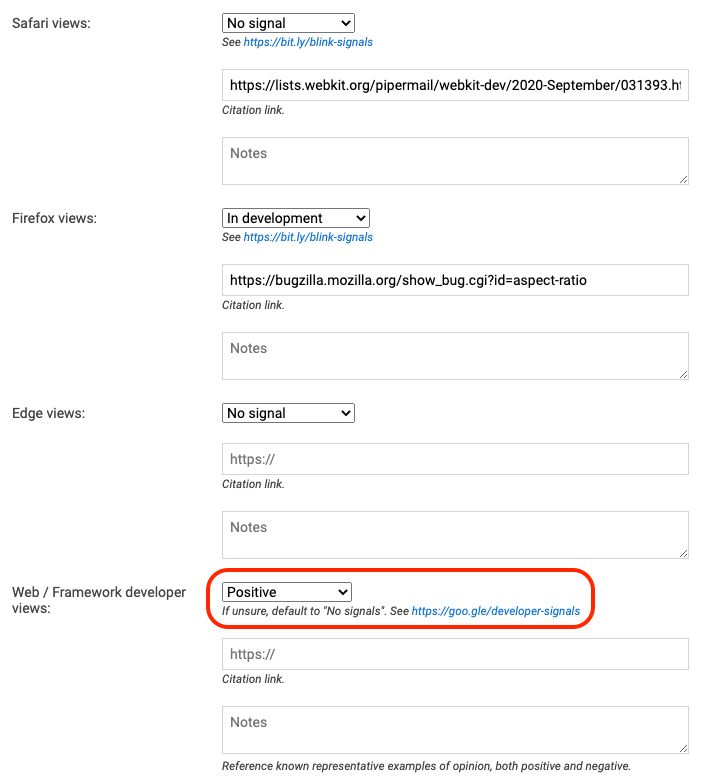 Safari views:
No signal
See https://bit.ly/blink-signals
https://lists.webkit.org/pipermail/webkit-dev/2020-September/031393.ht
Citation link.
Notes
Firefox views:
In development
See https://bit.ly/blink-signals
https://bugzilla.mozilla.org/show_bug.cgi?id=aspect-ratio
Citation link.
Notes
Edge views:
No signal
https://
Citation link.
Notes
Web / Framework developer
views:
Positive
If unsure, default to "No signals". See https://goo.gle/developer-signals
https://
Citation link.
Notes
Reference known representative examples of opinion, both positive and negative.